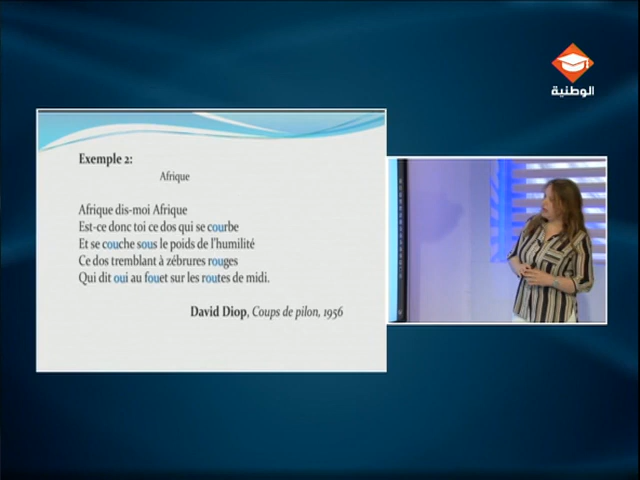 الوطنية
Exemple 2:
Afrique
Afrique dis-moi Afrique
Est-ce donc toi ce dos qui se courbe
Et se couche sous le poids de l'humilité
Ce dos tremblant à zébrures rouges
Qui dit oui au fouet sur les routes de midi.
David Diop, Coups de pilon, 1956